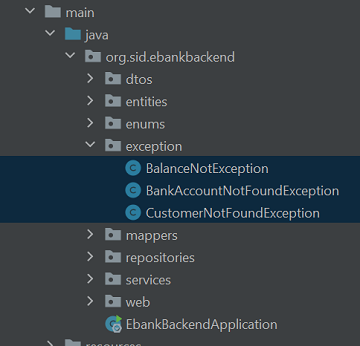 main
java
org.sid.ebankbackend
dtos
entities
enums
exception
BalanceNotException
BankAccountNotFoundException
CustomerNotFoundException
mappers
repositories
services
web
EbankBackendApplication